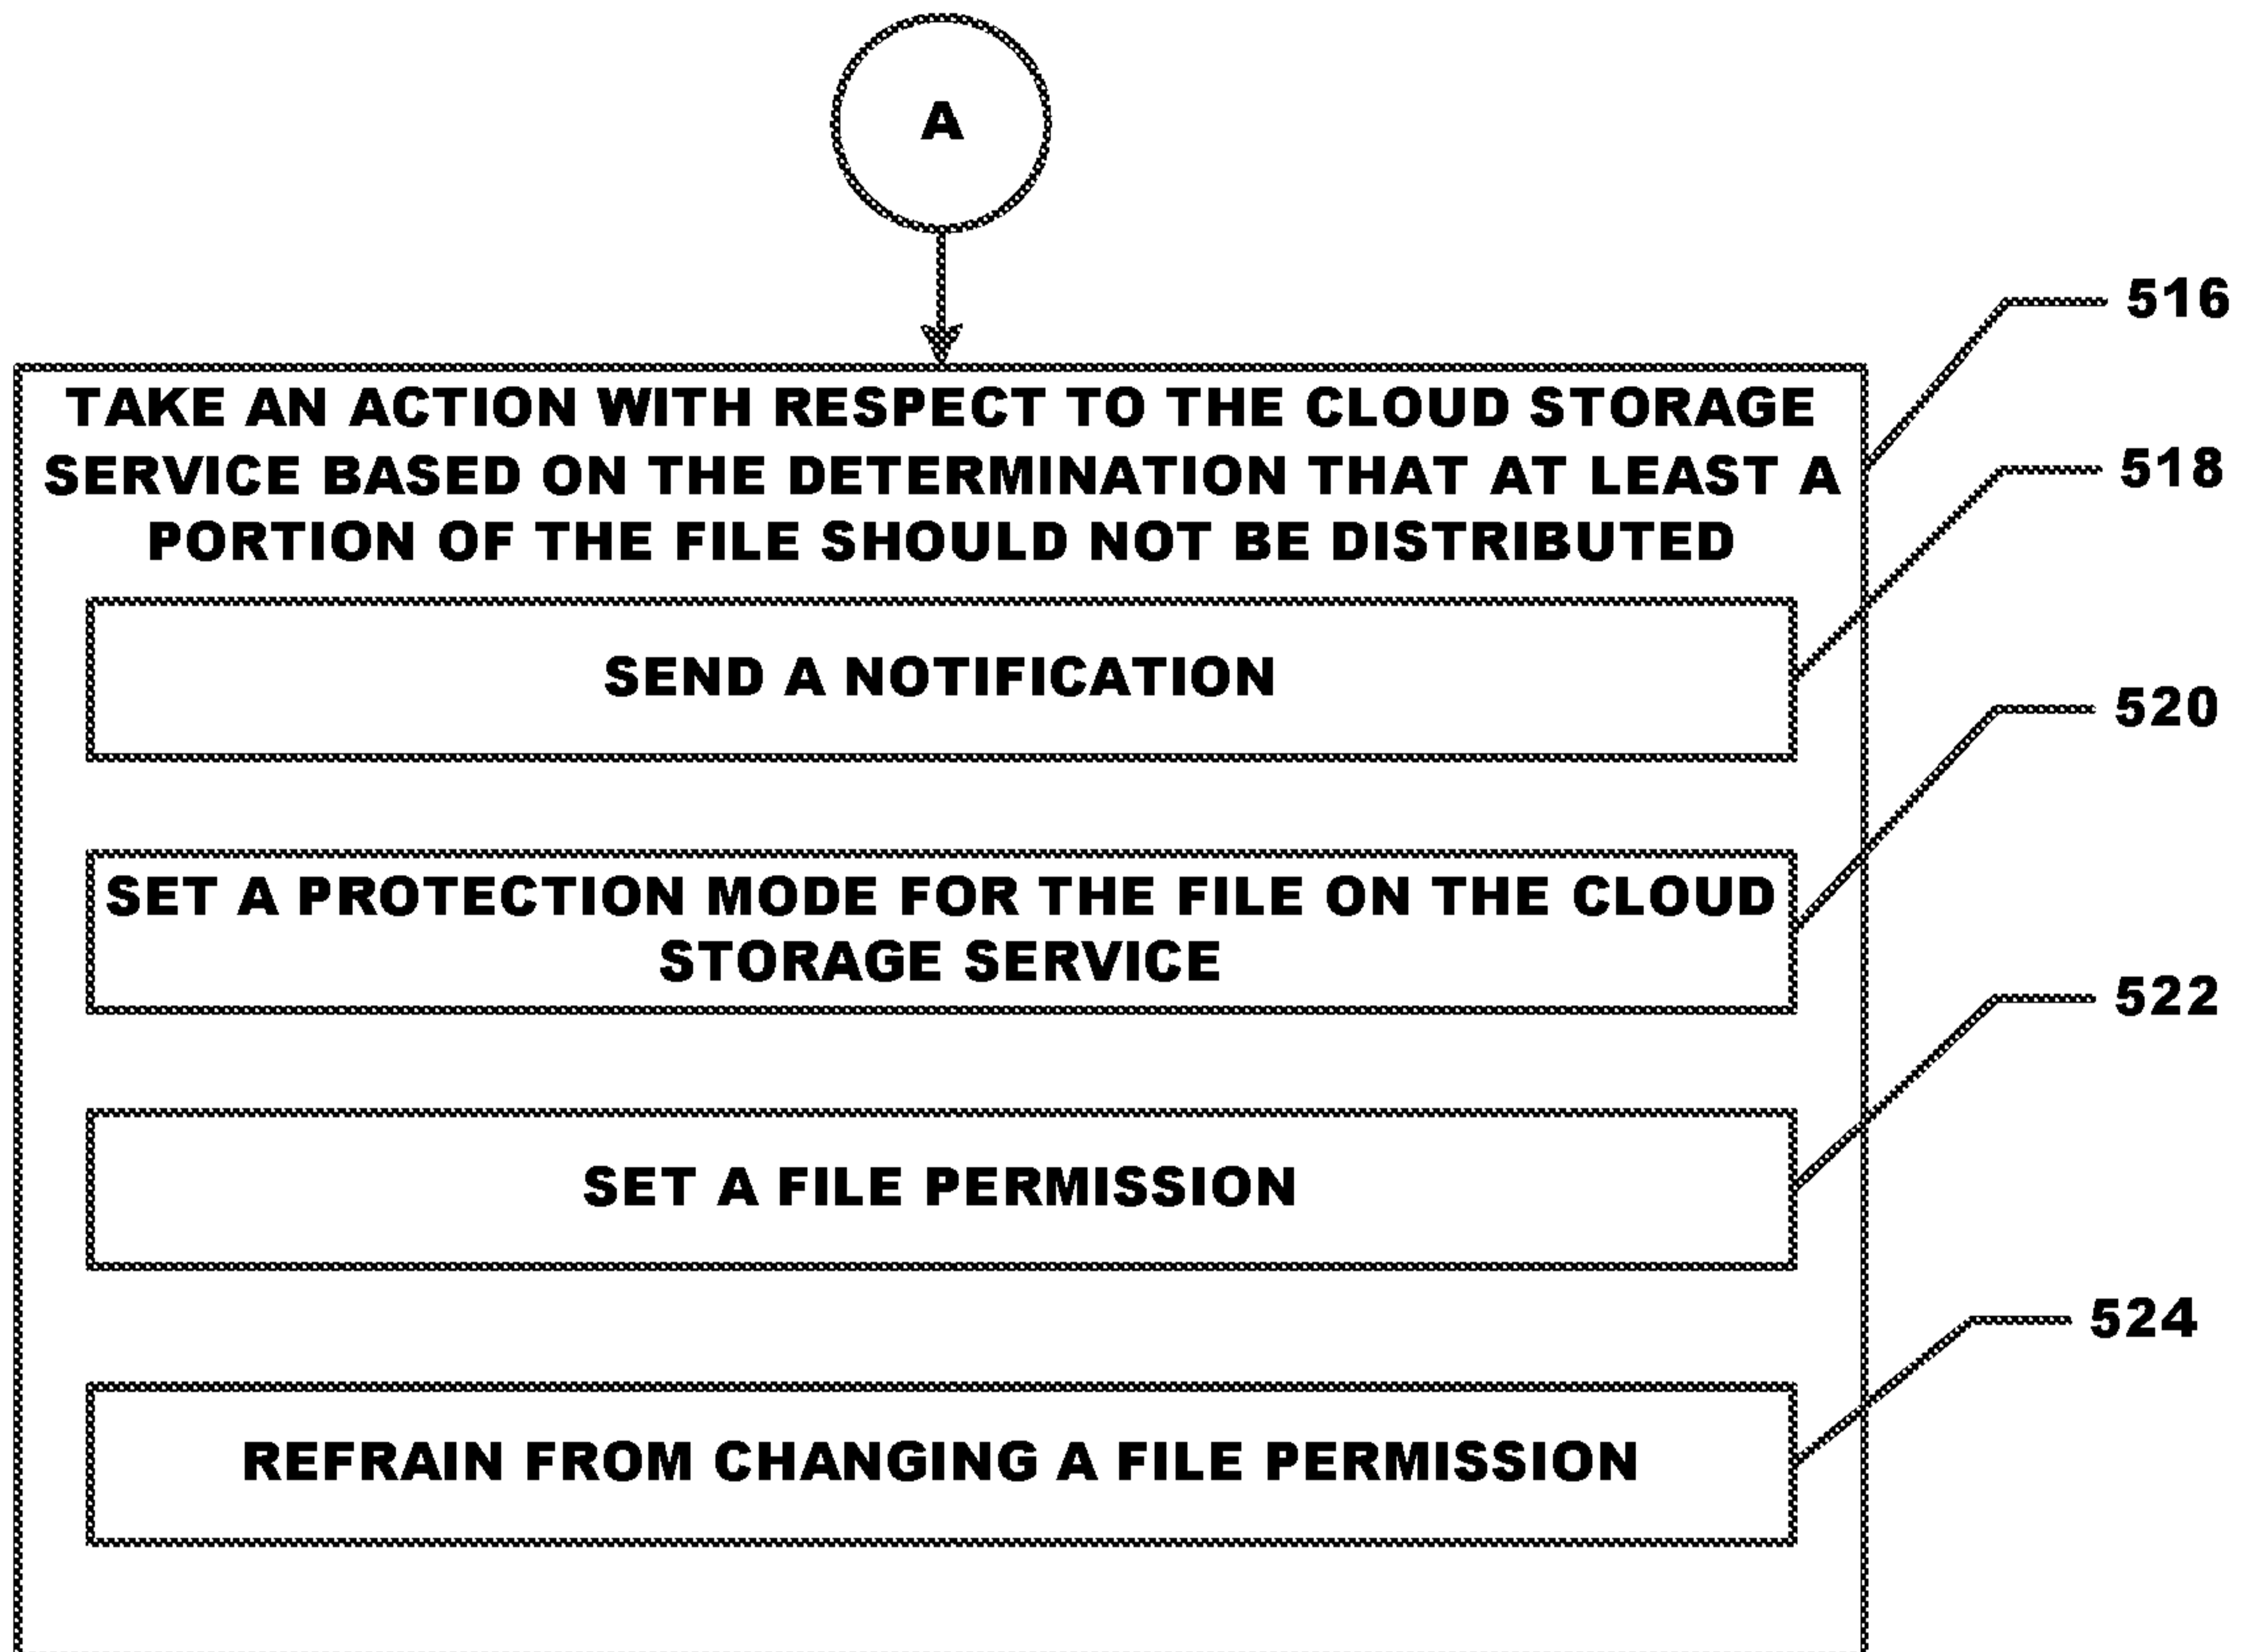 A
516
TAKE AN ACTION WITH RESPECT TO THE CLOUD STORAGE
SERVICE BASED ON THE DETERMINATION THAT AT LEAST A
PORTION OF THE FILE SHOULD NOT BE DISTRIBUTED
518
SEND A NOTIFICATION
520
SET A PROTECTION MODE FOR THE FILE ON THE CLOUD
STORAGE SERVICE
522
SET A FILE PERMISSION
524
REFRAIN FROM CHANGING A FILE PERMISSION